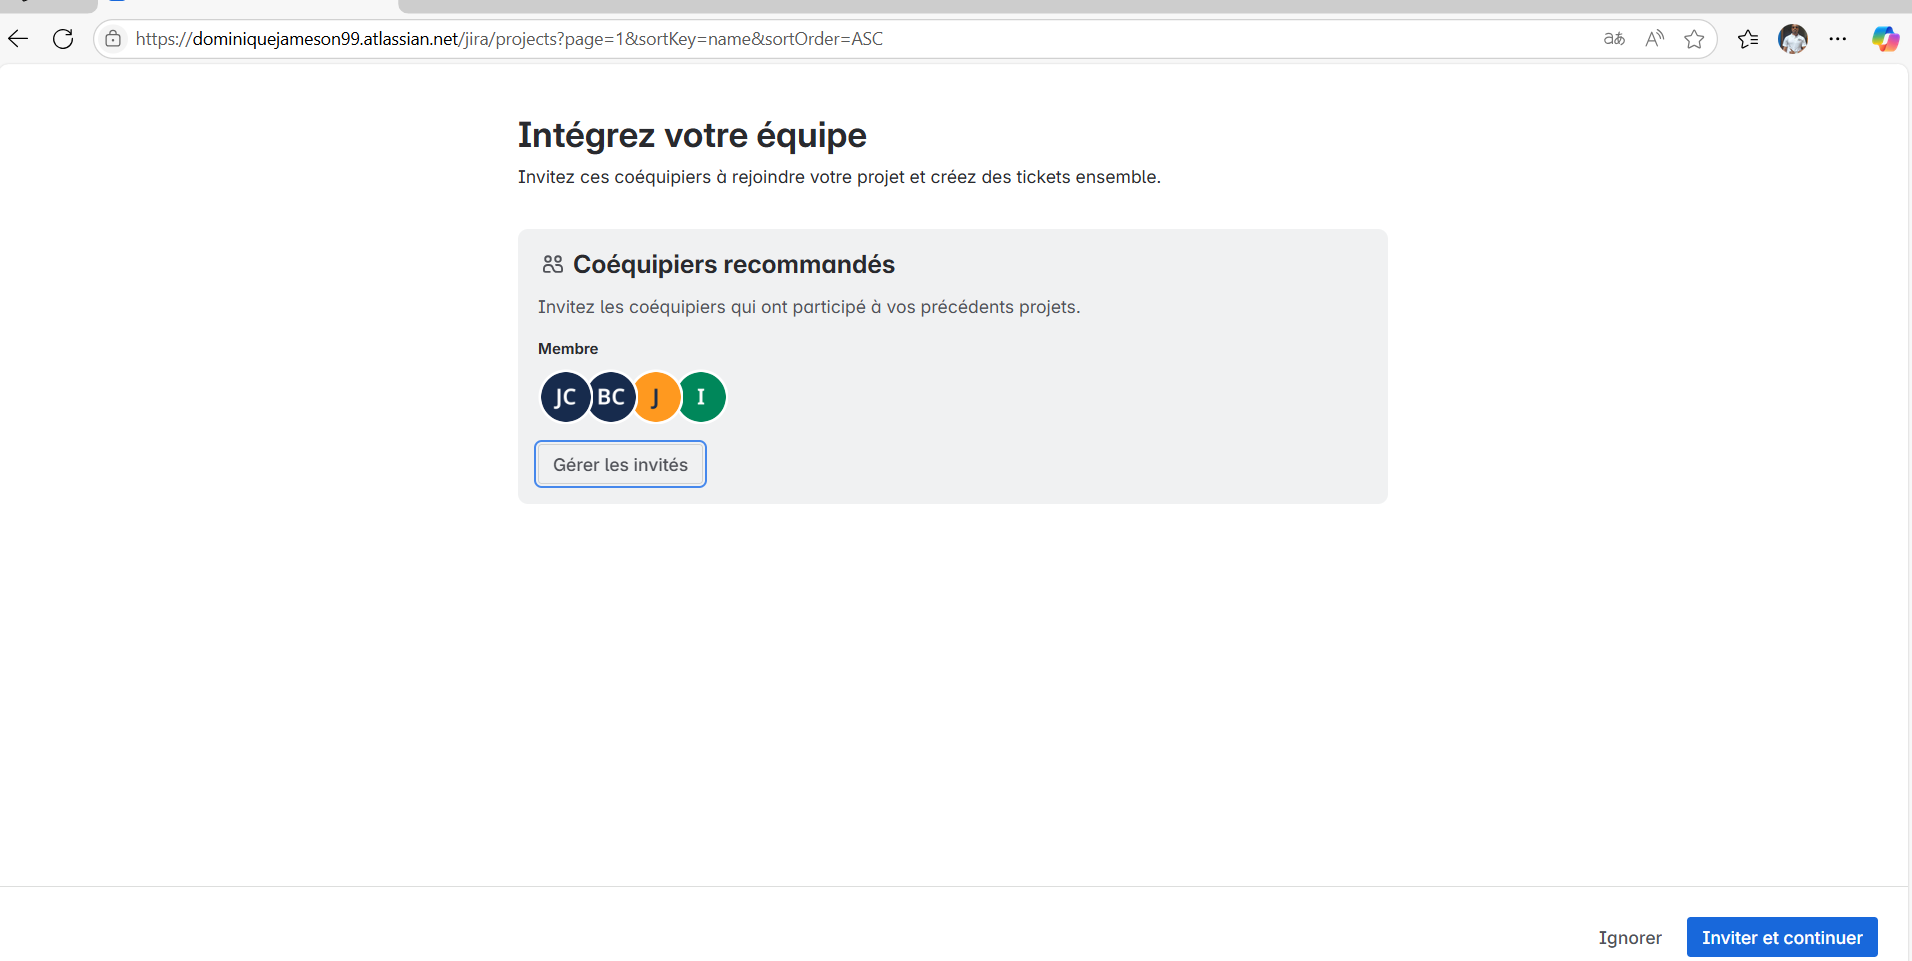 https://dominiquejameson99.atlassian.net/jira/projects?page=1&sortKey=name&sortOrder=ASC
Intégrez votre équipe
Invitez ces coéquipiers à rejoindre votre projet et créez des tickets ensemble.
Coéquipiers recommandés
Invitez les coéquipiers qui ont participé à vos précédents projets.
Membre
JC BC J I
Gérer les invités
Ignorer Inviter et continuer